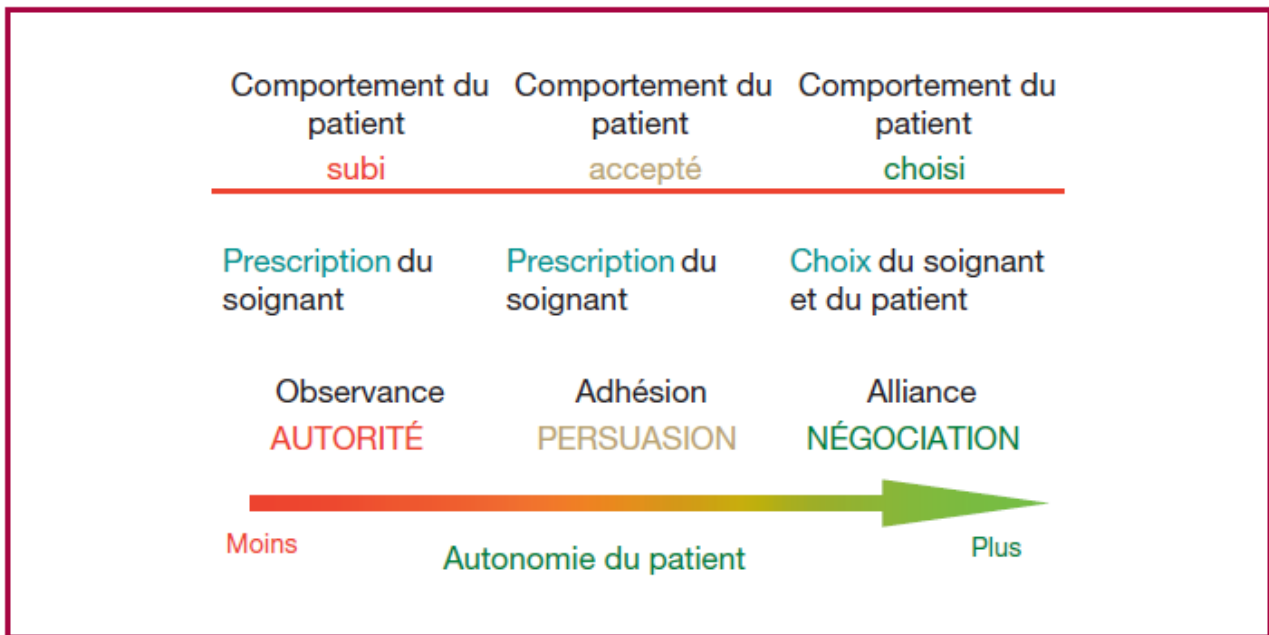 Comportement du Comportement du Comportement du
patient patient patient
subi accepté choisi
Prescription du Prescription du Choix du soignant
soignant soignant et du patient
Observance Adhésion Alliance
AUTORITÉ PERSUASION NÉGOCIATION
Moins Autonomie du patient Plus